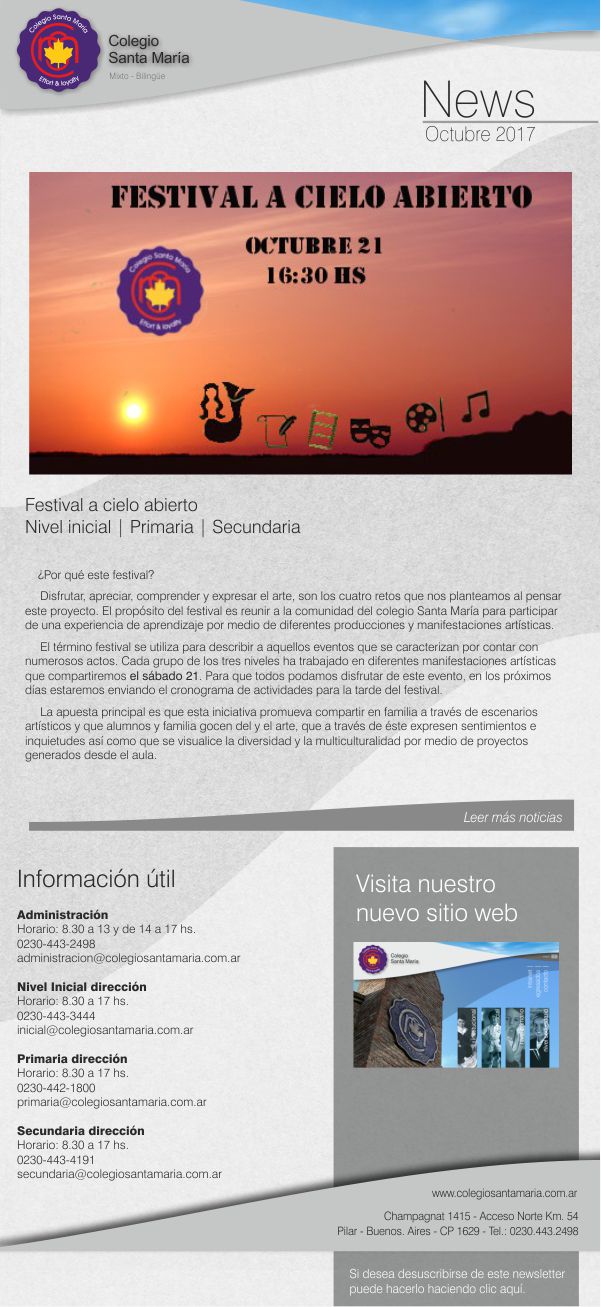 Colegio Santa María
Effort & loyalty
Colegio
Santa María
Mixto - Bilingüe
News
Octubre 2017
FESTIVAL A CIELO ABIERTO
OCTUBRE 21
16:30 HS
Colegio Santa María
Effort & loyalty
Festival a cielo abierto
Nivel inicial | Primaria | Secundaria
¿Por qué este festival?
Disfrutar, apreciar, comprender y expresar el arte, son los cuatro retos que nos planteamos al pensar
este proyecto. El propósito del festival es reunir a la comunidad del colegio Santa María para participar
de una experiencia de aprendizaje por medio de diferentes producciones y manifestaciones artísticas.
El término festival se utiliza para describir a aquellos eventos que se caracterizan por contar con
numerosos actos. Cada grupo de los tres niveles ha trabajado en diferentes manifestaciones artísticas
que compartiremos el sábado 21. Para que todos podamos disfrutar de este evento, en los próximos
días estaremos enviando el cronograma de actividades para la tarde del festival.
La apuesta principal es que esta iniciativa promueva compartir en familia a través de escenarios
artísticos y que alumnos y familia gocen del y el arte, que a través de éste expresen sentimientos e
inquietudes así como que se visualice la diversidad y la multiculturalidad por medio de proyectos
generados desde el aula.
Leer más noticias
Información útil
Administración
Horario: 8.30 a 13 y de 14 a 17 hs.
0230-443-2498
administracion@colegiosantamaria.com.ar
Nivel Inicial dirección
Horario: 8.30 a 17 hs.
0230-443-3444
inicial@colegiosantamaria.com.ar
Primaria dirección
Horario: 8.30 a 17 hs.
0230-442-1800
primaria@colegiosantamaria.com.ar
Secundaria dirección
Horario: 8.30 a 17 hs.
0230-443-4191
secundaria@colegiosantamaria.com.ar
Visita nuestro
nuevo sitio web
Colegio
Santa María
www.colegiosantamaria.com.ar
Champagnat 1415 - Acceso Norte Km. 54
Pilar - Buenos. Aires - CP 1629 - Tel.: 0230.443.2498
Si desea desuscribirse de este newsletter
puede hacerlo haciendo clic aquí.